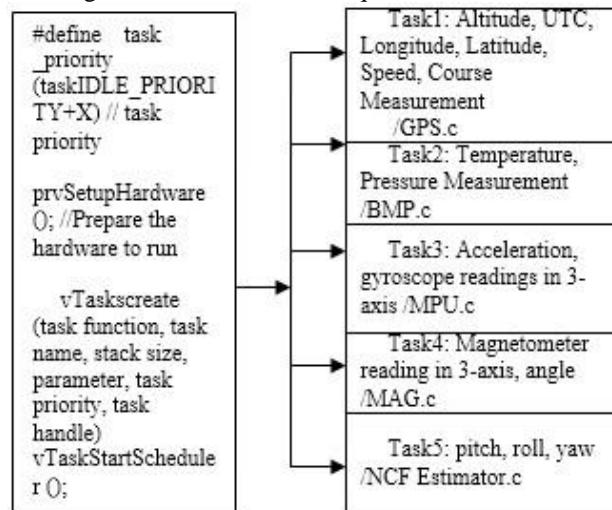 #define task
_priority
(taskIDLE_PRIORI
TY+X) // task
priority
prvSetupHardware
(); //Prepare the
hardware to run
vTaskscreate
(task function, task
name, stack size,
parameter, task
priority, task
handle)
vTaskStartSchedule
r ();
Task1: Altitude, UTC,
Longitude, Latitude,
Speed, Course
Measurement
/GPS.c
Task2: Temperature,
Pressure Measurement
/BMP.c
Task3: Acceleration,
gyroscope readings in 3-
axis /MPU.c
Task4: Magnetometer
reading in 3-axis, angle
/MAG.c
Task5: pitch, roll, yaw
/NCF Estimator.c